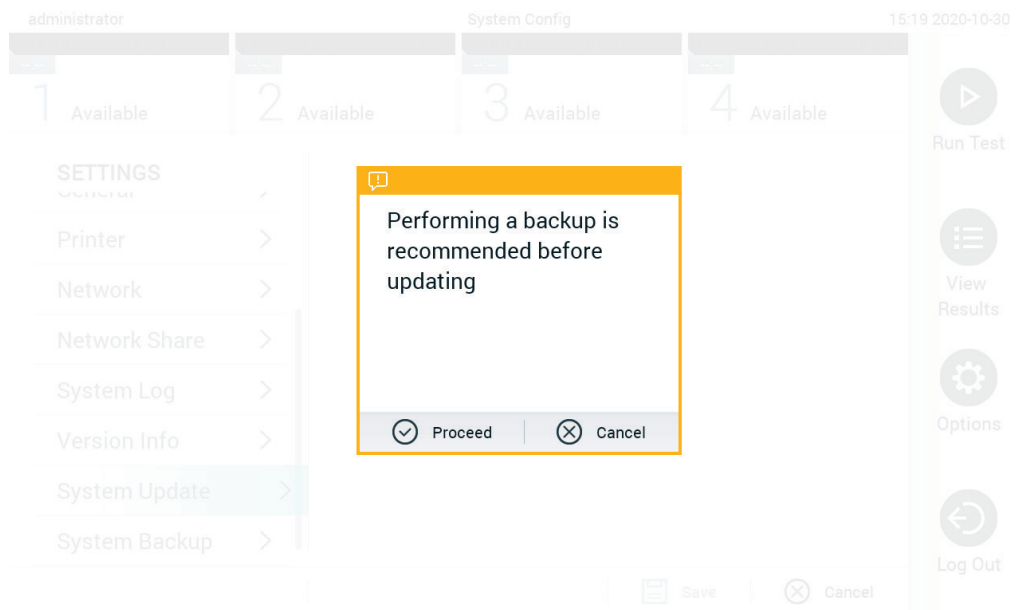 administrator System Config 15:19 2020-10-30
1 Available 2 Available 3 Available 4 Available
Run Test
SETTINGS
General
Printer
Network
Network Share
System Log
Version Info
System Update
System Backup
Performing a backup is
recommended before
updating
Proceed Cancel
View
Results
Options
Log Out
Save Cancel